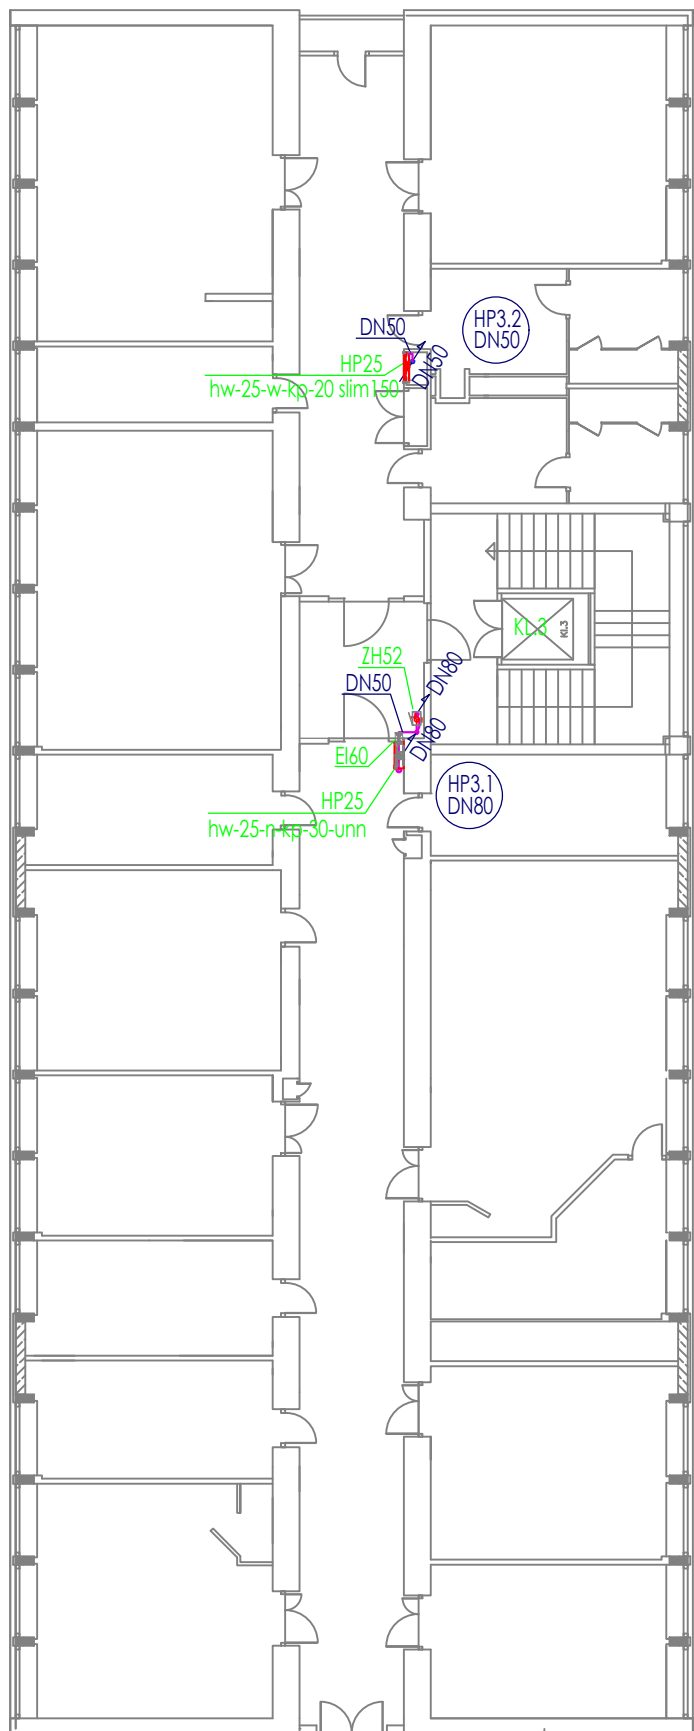 HP3.2
DN50
DN50
DN50
HP25
hw-25-w-kp-20 slim150
KL.3
KL.3
ZH52
DN80
DN50
DN80
EI60
HP3.1
DN80
HP25
hw-25-n-kp-30-unn